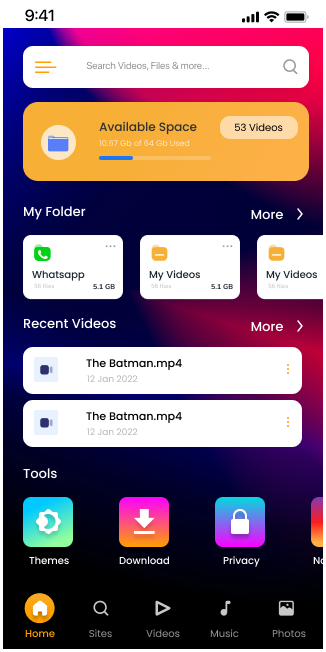 9:41
Search Videos, Files & more...
Available Space
53 Videos
10.67 Gb of 64 Gb Used
My Folder
More
Whatsapp
56 files
5.1 GB
My Videos
56 files
5.1 GB
My Videos
56 files
Recent Videos
More
The Batman.mp4
12 Jan 2022
The Batman.mp4
12 Jan 2022
Tools
Themes
Download
Privacy
No
Home
Sites
Videos
Music
Photos